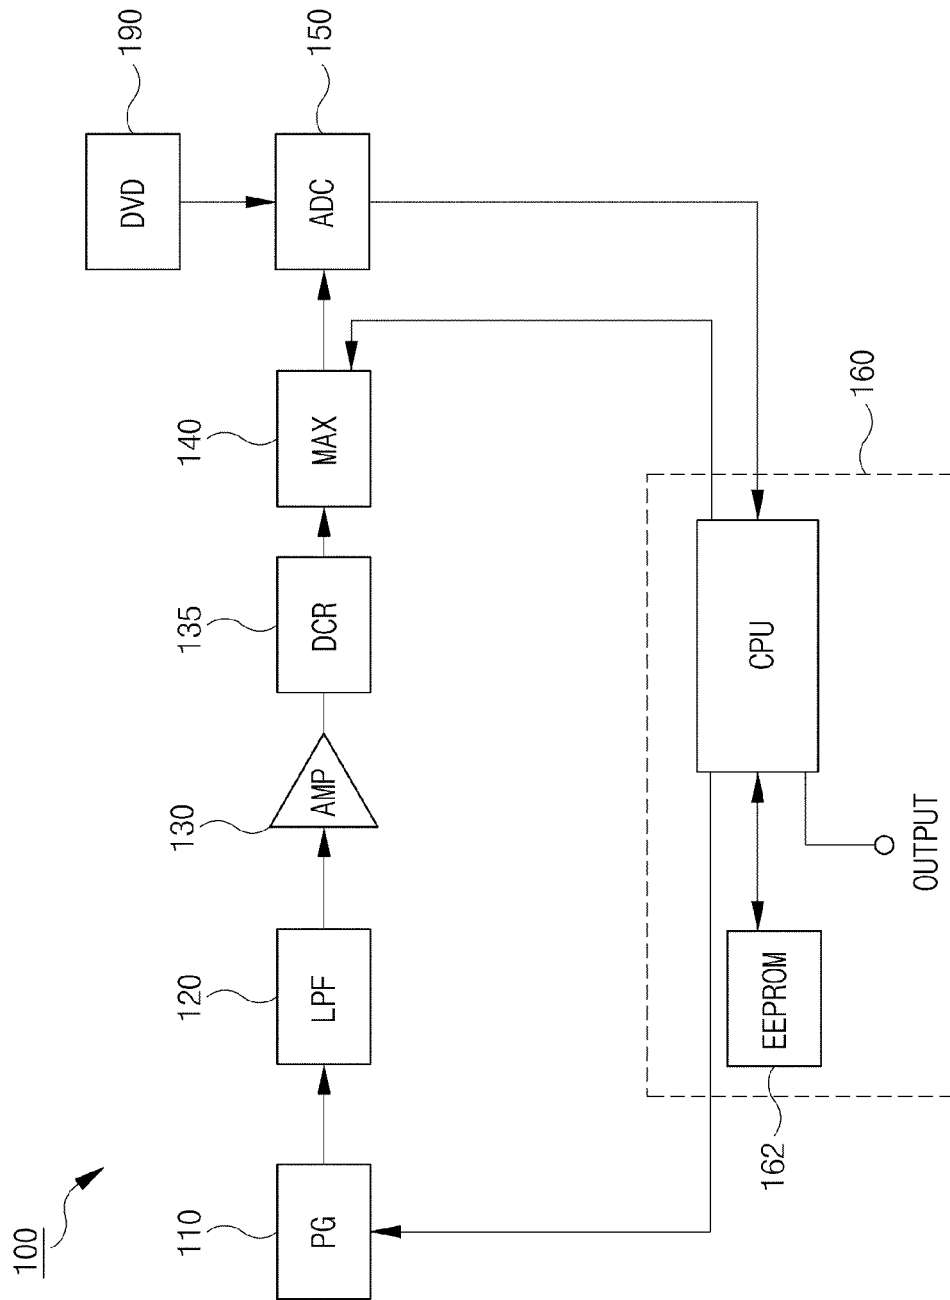 100
110
PG
120
LPF
130
AMP
135
DCR
140
MAX
150
ADC
190
DVD
160
CPU
162
EEPROM
OUTPUT